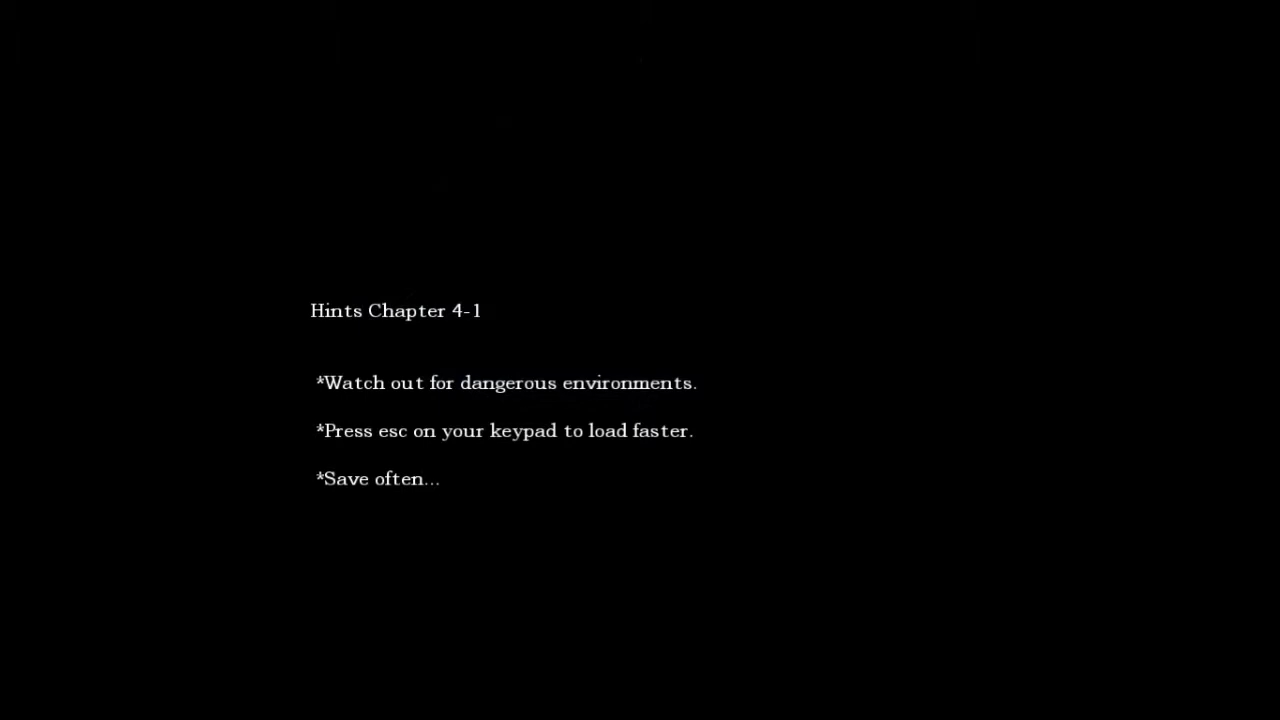 Hints Chapter 4-1
*Watch out for dangerous environments.
*Press esc on your keypad to load faster.
*Save often...